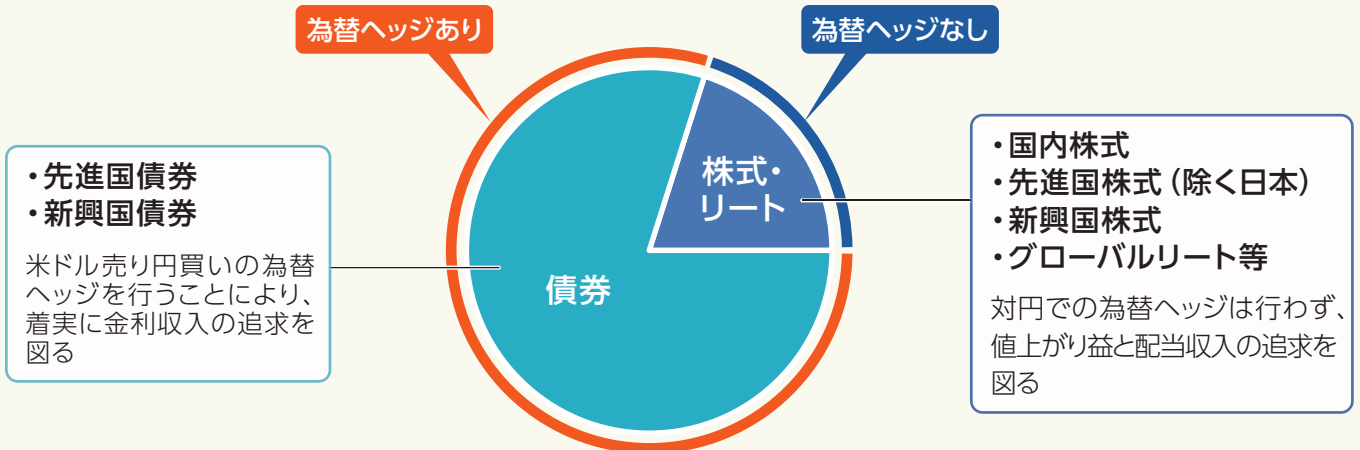 為替ヘッジあり
為替ヘッジなし
・先進国債券
・新興国債券
米ドル売り円買いの為替
ヘッジを行うことにより、
着実に金利収入の追求を
図る
債券
株式・
リート
・国内株式
・先進国株式（除く日本）
・新興国株式
・グローバルリート等
対円での為替ヘッジは行わず、
値上がり益と配当収入の追求を
図る